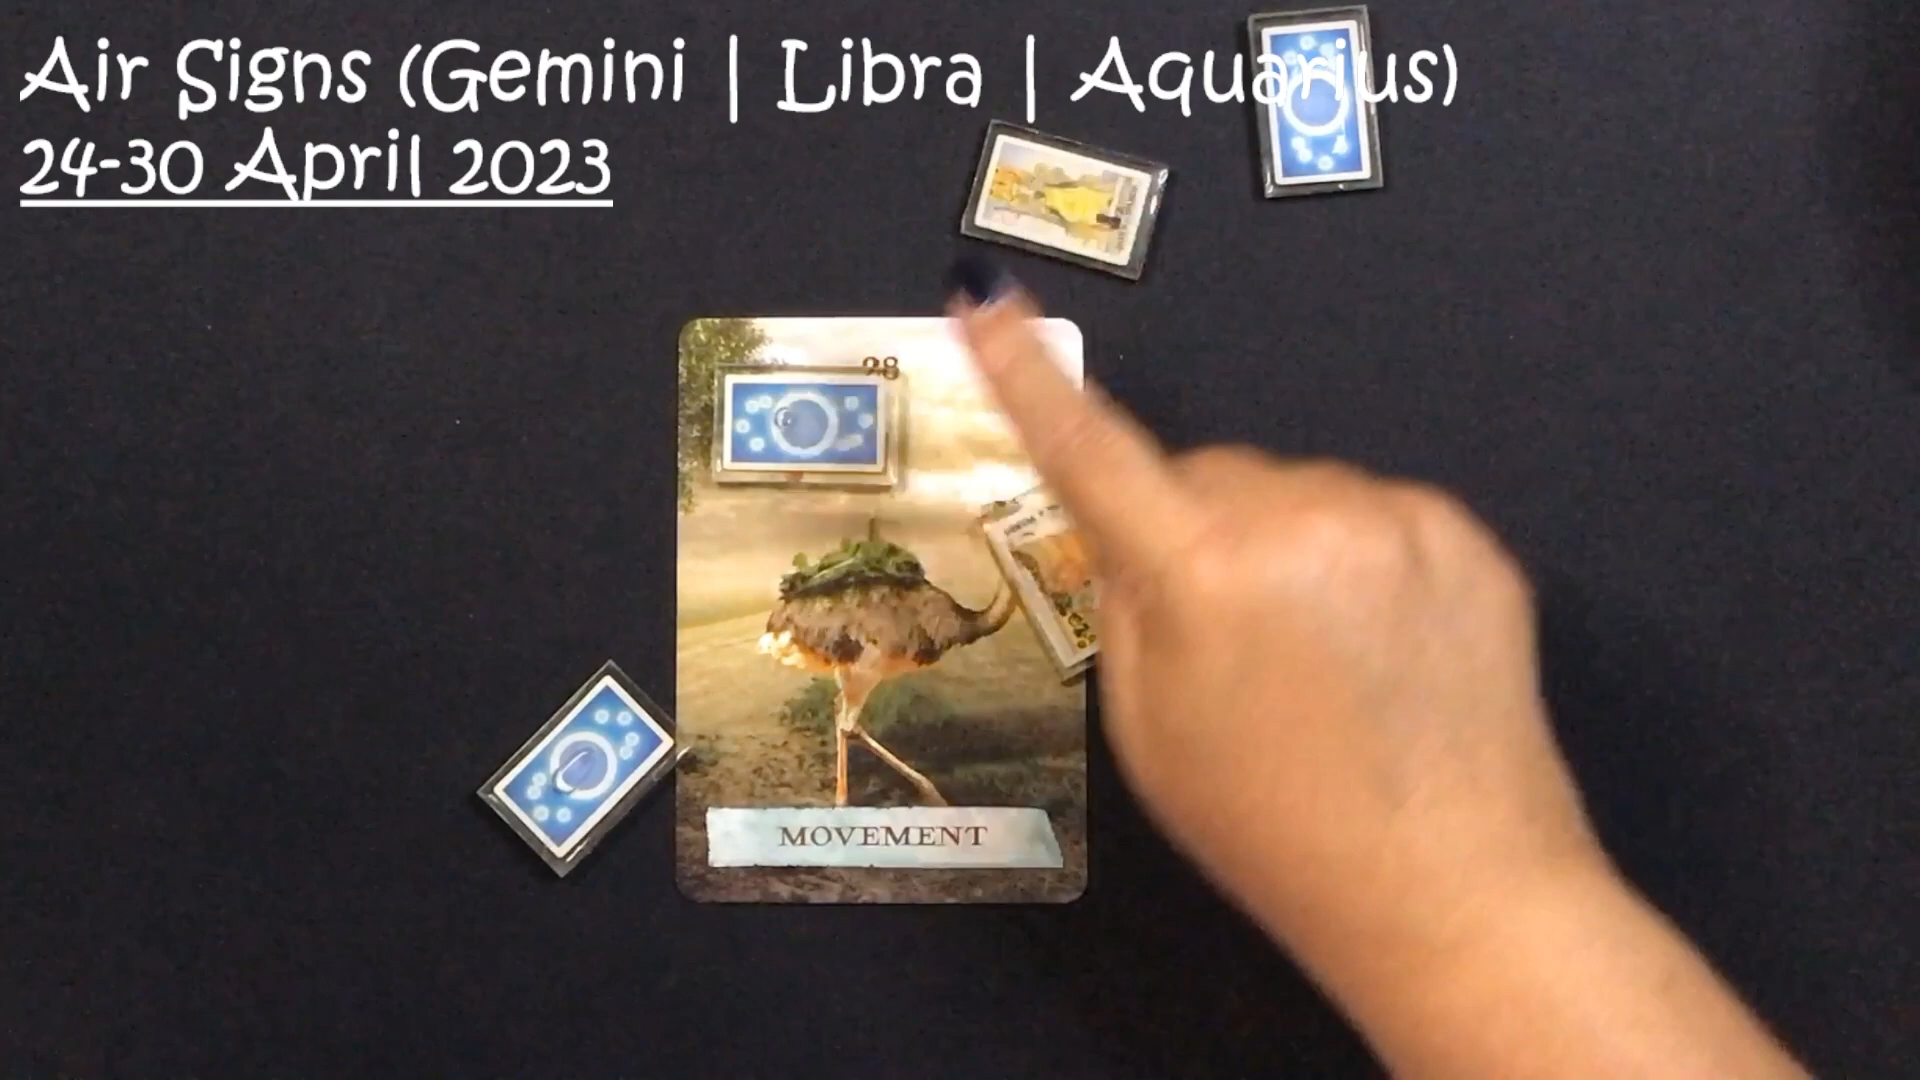 Air Signs (Gemini | Libra | Aquarius)
24-30 April 2023
28
MOVEMENT